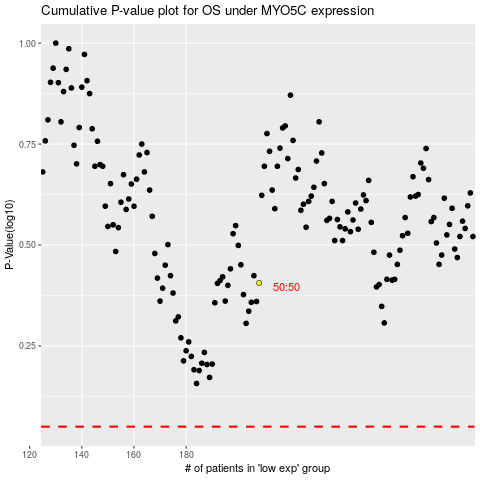 Cumulative P-value plot for OS under MYO5C expression
P-Value(log10)
1.00
0.75
0.50
0.25
50:50
120 140 160 180
# of patients in 'low exp' group